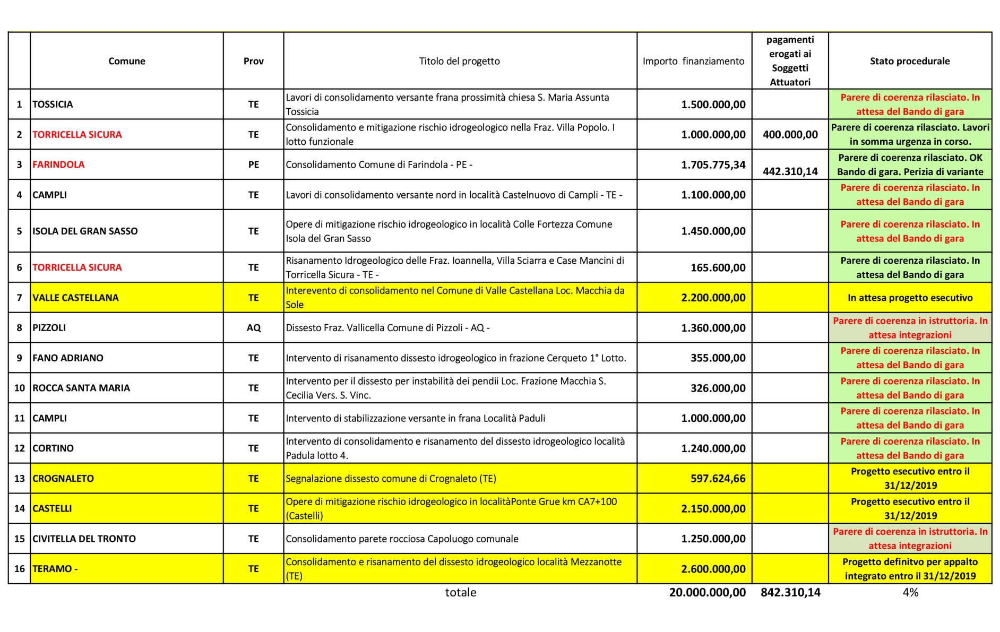 Comune Prov Titolo del progetto Importo finanziamento pagamenti erogati ai Soggetti Attuatori Stato procedurale
1 TOSSICIA TE Lavori di consolidamento versante frana prossimità chiesa S. Maria Assunta Tossicia 1.500.000,00 Parere di coerenza rilasciato. In attesa del Bando di gara
2 TORRICELLA SICURA TE Consolidamento e mitigazione rischio idrogeologico nella Fraz. Villa Popolo. I lotto funzionale 1.000.000,00 400.000,00 Parere di coerenza rilasciato. Lavori in somma urgenza in corso.
3 FARINDOLA PE Consolidamento Comune di Farindola - PE - 1.705.775,34 442.310,14 Parere di coerenza rilasciato. OK Bando di gara. Perizia di variante
4 CAMPLI TE Lavori di consolidamento versante nord in località Castelnuovo di Campli - TE - 1.100.000,00 Parere di coerenza rilasciato. In attesa del Bando di gara
5 ISOLA DEL GRAN SASSO TE Opere di mitigazione rischio idrogeologico in località Colle Fortezza Comune Isola del Gran Sasso 1.450.000,00 Parere di coerenza rilasciato. In attesa del Bando di gara
6 TORRICELLA SICURA TE Risanamento Idrogeologico delle Fraz. Ioannella, Villa Sciarra e Case Mancini di Torricella Sicura - TE - 165.600,00 Parere di coerenza rilasciato. In attesa del Bando di gara
7 VALLE CASTELLANA TE Interevento di consolidamento nel Comune di Valle Castellana Loc. Macchia da Sole 2.200.000,00 In attesa progetto esecutivo
8 PIZZOLI AQ Dissesto Fraz. Vallicella Comune di Pizzoli - AQ - 1.360.000,00 Parere di coerenza in istruttoria. In attesa integrazioni
9 FANO ADRIANO TE Intervento di risanamento dissesto idrogeologico in frazione Cerqueto 1° Lotto. 355.000,00 Parere di coerenza rilasciato. In attesa del Bando di gara
10 ROCCA SANTA MARIA TE Intervento per il dissesto per instabilità dei pendii Loc. Frazione Macchia S. Cecilia Vers. S. Vinc. 326.000,00 Parere di coerenza rilasciato. In attesa del Bando di gara
11 CAMPLI TE Intervento di stabilizzazione versante in frana Località Paduli 1.000.000,00 Parere di coerenza rilasciato. In attesa del Bando di gara
12 CORTINO TE Intervento di consolidamento e risanamento del dissesto idrogeologico località Padula lotto 4. 1.240.000,00 Parere di coerenza rilasciato. In attesa del Bando di gara
13 CROGNALETO TE Segnalazione dissesto comune di Crognaleto (TE) 597.624,66 Progetto esecutivo entro il 31/12/2019
14 CASTELLI TE Opere di mitigazione rischio idrogeologico in localitàPonte Grue km CA7+100 (Castelli) 2.150.000,00 Progetto esecutivo entro il 31/12/2019
15 CIVITELLA DEL TRONTO TE Consolidamento parete rocciosa Capoluogo comunale 1.250.000,00 Parere di coerenza in istruttoria. In attesa integrazioni
16 TERAMO - TE Consolidamento e risanamento del dissesto idrogeologico località Mezzanotte (TE) 2.600.000,00 Progetto definitvo per appalto integrato entro il 31/12/2019
totale 20.000.000,00 842.310,14 4%